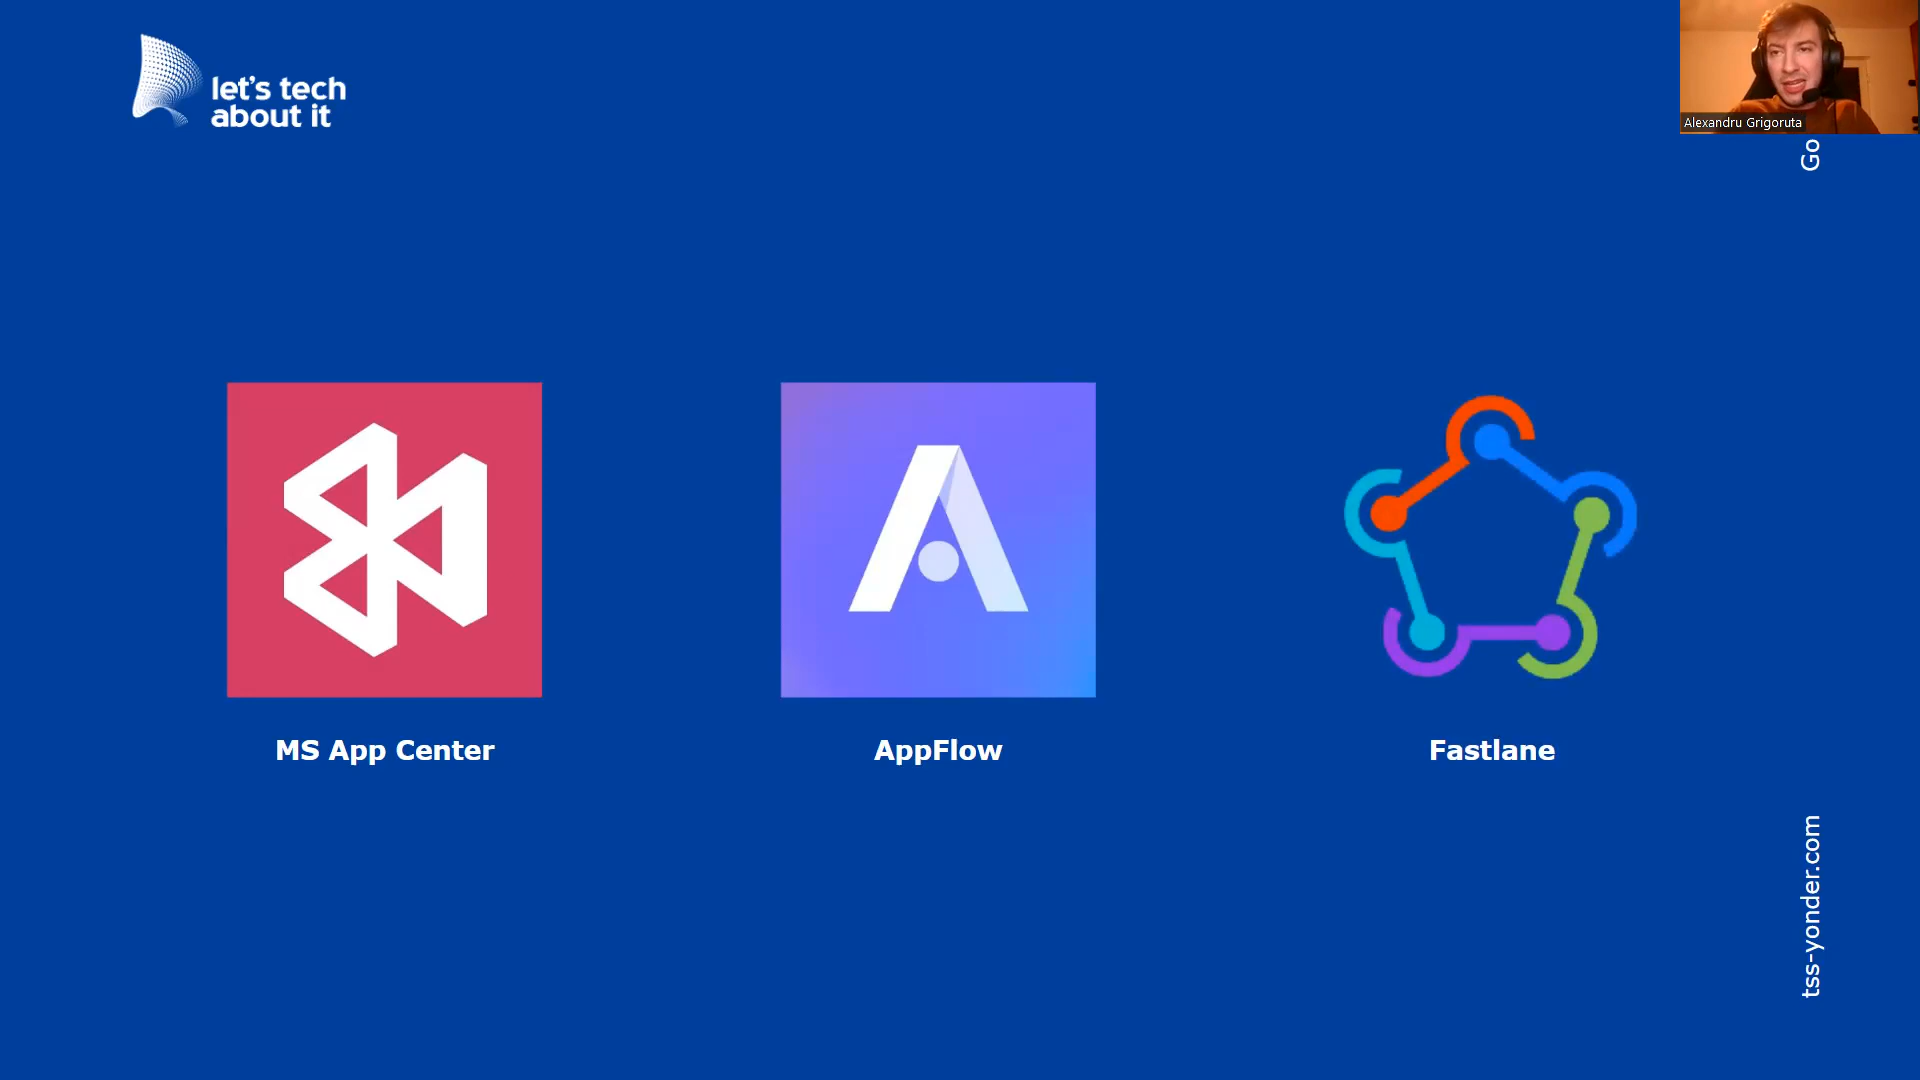 let's tech
about it
Alexandru Grigoruta
Go
MS App Center
AppFlow
Fastlane
tss-yonder.com